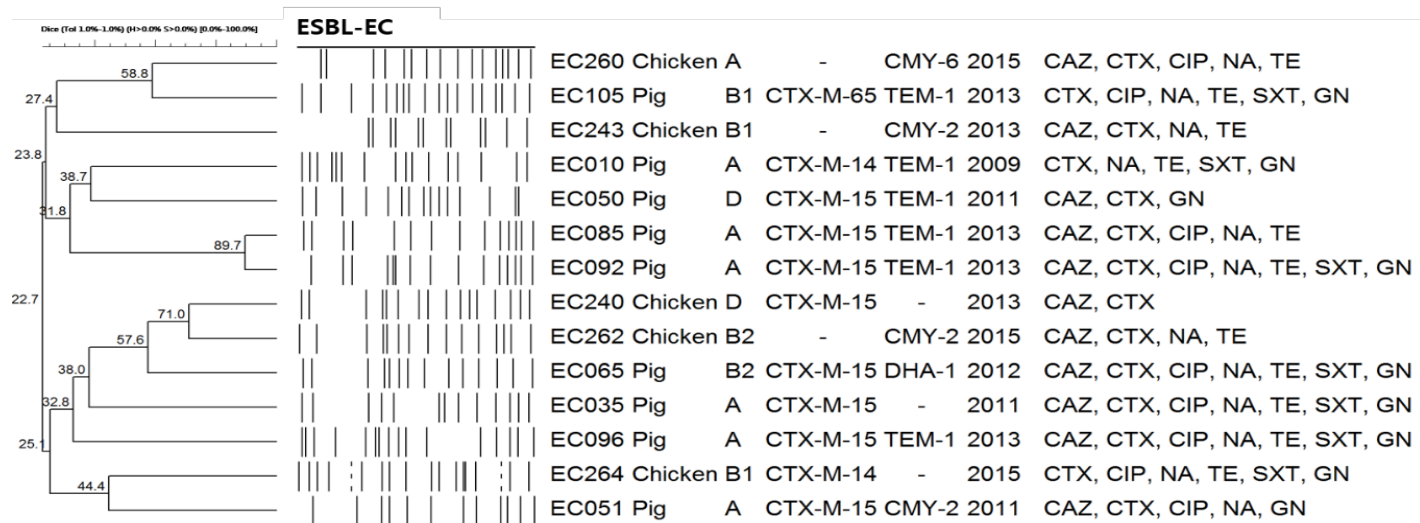 Dice (Tol 1.0%-1.0%) (H>0.0% S>0.0%) [0.0%-100.0%]
ESBL-EC
EC260 Chicken A - CMY-6 2015 CAZ, CTX, CIP, NA, TE
58.8
EC105 Pig B1 CTX-M-65 TEM-1 2013 CTX, CIP, NA, TE, SXT, GN
27.4
EC243 Chicken B1 - CMY-2 2013 CAZ, CTX, NA, TE
23.8
EC010 Pig A CTX-M-14 TEM-1 2009 CTX, NA, TE, SXT, GN
38.7
EC050 Pig D CTX-M-15 TEM-1 2011 CAZ, CTX, GN
31.8
EC085 Pig A CTX-M-15 TEM-1 2013 CAZ, CTX, CIP, NA, TE
89.7
EC092 Pig A CTX-M-15 TEM-1 2013 CAZ, CTX, CIP, NA, TE, SXT, GN
22.7
EC240 Chicken D CTX-M-15 - 2013 CAZ, CTX
71.0
EC262 Chicken B2 - CMY-2 2015 CAZ, CTX, NA, TE
57.6
EC065 Pig B2 CTX-M-15 DHA-1 2012 CAZ, CTX, CIP, NA, TE, SXT, GN
38.0
EC035 Pig A CTX-M-15 - 2011 CAZ, CTX, CIP, NA, TE, SXT, GN
32.8
EC096 Pig A CTX-M-15 TEM-1 2013 CAZ, CTX, CIP, NA, TE, SXT, GN
25.1
EC264 Chicken B1 CTX-M-14 - 2015 CTX, CIP, NA, TE, SXT, GN
44.4
EC051 Pig A CTX-M-15 CMY-2 2011 CAZ, CTX, CIP, NA, GN